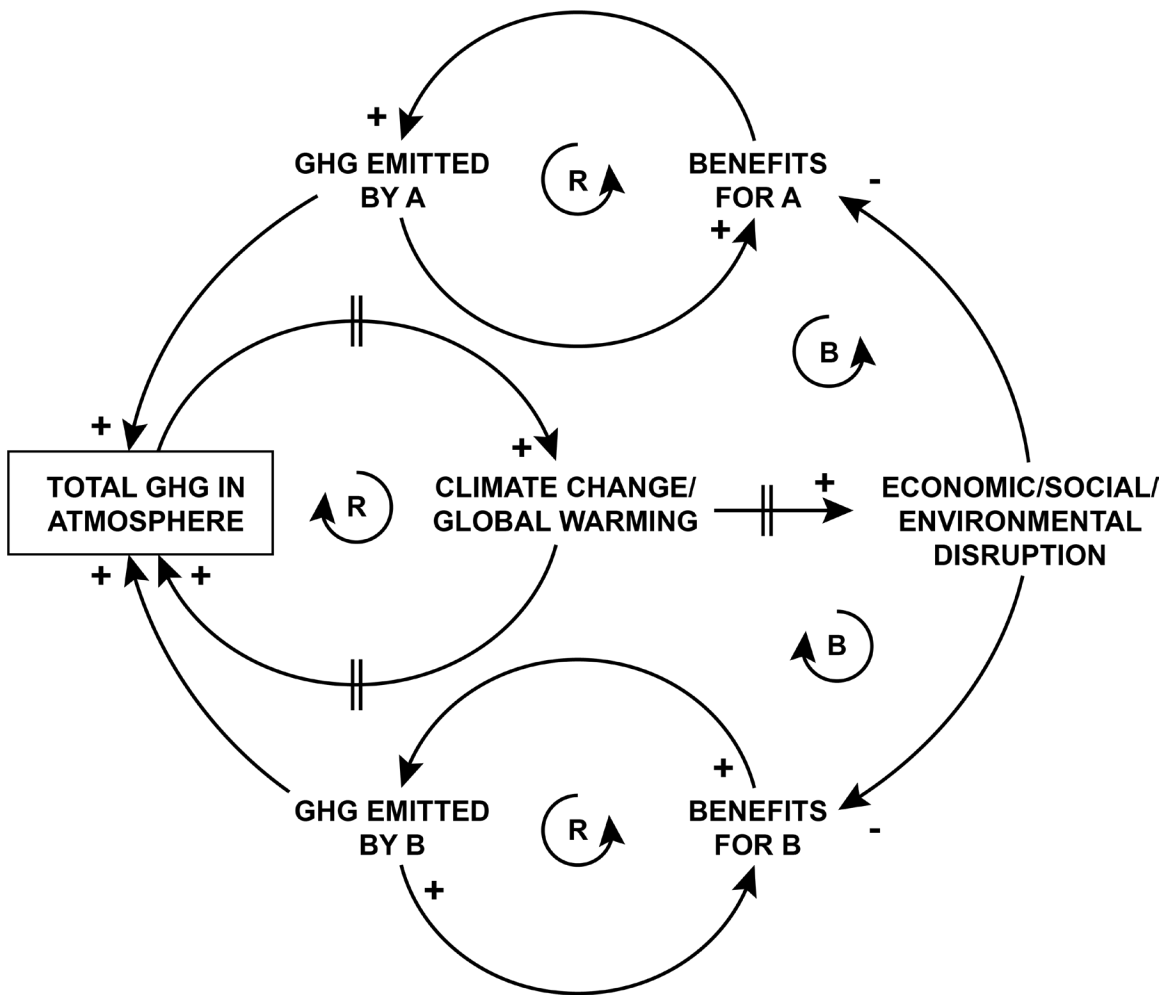 +
GHG EMITTED
BY A
R
BENEFITS
FOR A
-
+
B
+
+
+
TOTAL GHG IN
ATMOSPHERE
R
CLIMATE CHANGE/
GLOBAL WARMING
ECONOMIC/SOCIAL/
ENVIRONMENTAL
DISRUPTION
+
+
B
+
GHG EMITTED
BY B
R
BENEFITS
FOR B
-
+